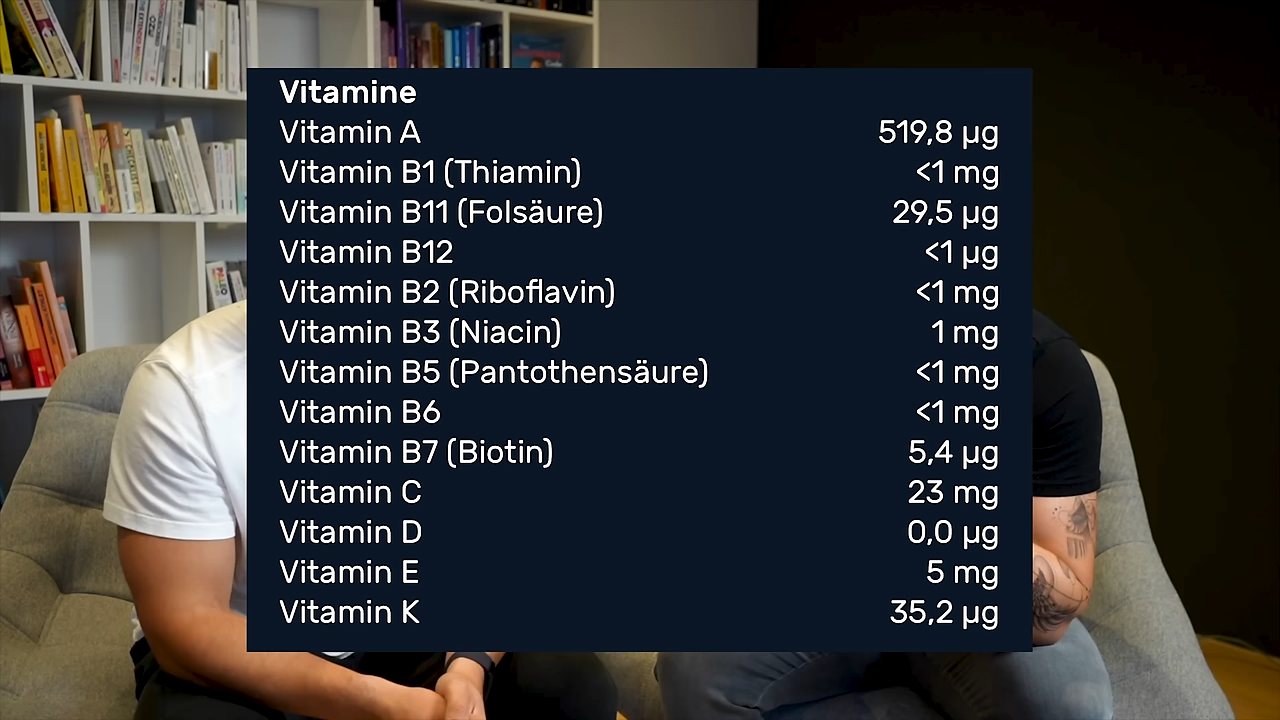 Vitamine
Vitamin A 519,8 µg
Vitamin B1 (Thiamin) <1 mg
Vitamin B11 (Folsäure) 29,5 µg
Vitamin B12 <1 µg
Vitamin B2 (Riboflavin) <1 mg
Vitamin B3 (Niacin) 1 mg
Vitamin B5 (Pantothensäure) <1 mg
Vitamin B6 <1 mg
Vitamin B7 (Biotin) 5,4 µg
Vitamin C 23 mg
Vitamin D 0,0 µg
Vitamin E 5 mg
Vitamin K 35,2 µg